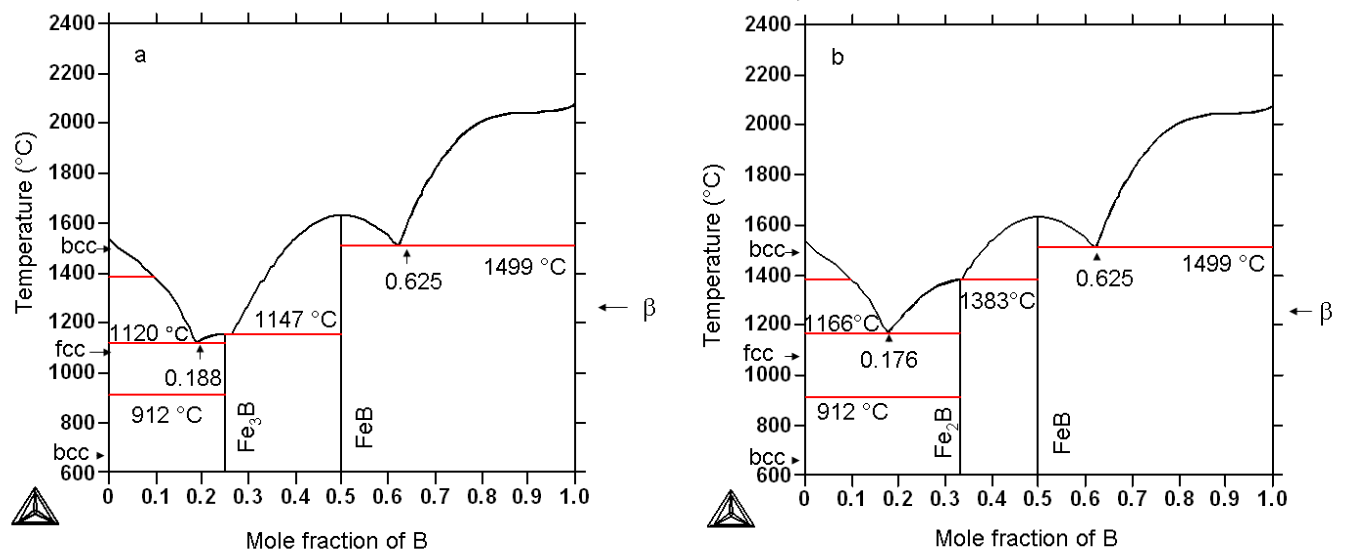 a
2400
2200
2000
1800
1600
1400
1200
1000
800
600
Temperature (°C)
bcc
fcc
bcc
1120 °C
1147 °C
1499 °C
0.625
0.188
912 °C
Fe₃B
FeB
β
0 0.1 0.2 0.3 0.4 0.5 0.6 0.7 0.8 0.9 1.0
Mole fraction of B
b
2400
2200
2000
1800
1600
1400
1200
1000
800
600
Temperature (°C)
bcc
fcc
bcc
1166°C
1383°C
1499 °C
0.625
0.176
912 °C
Fe₂B
FeB
β
0 0.1 0.2 0.3 0.4 0.5 0.6 0.7 0.8 0.9 1.0
Mole fraction of B